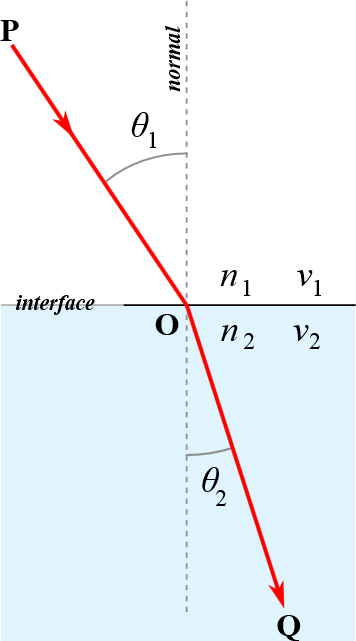 P
normal
θ1
n1 v1
interface
O
n2 v2
θ2
Q